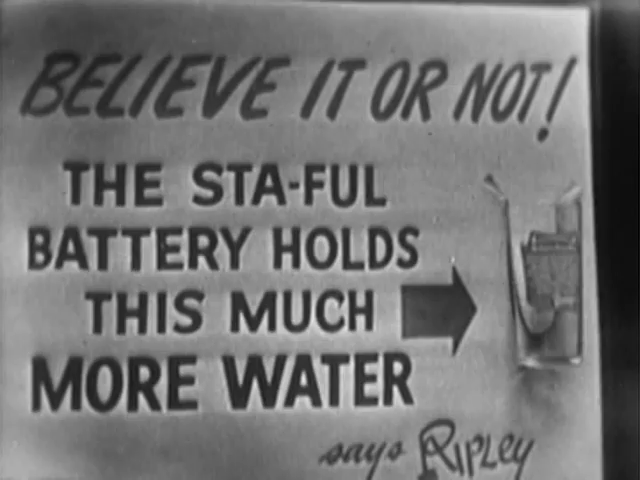 BELIEVE IT OR NOT!
THE STA-FUL
BATTERY HOLDS
THIS MUCH
MORE WATER
says RIPLEY